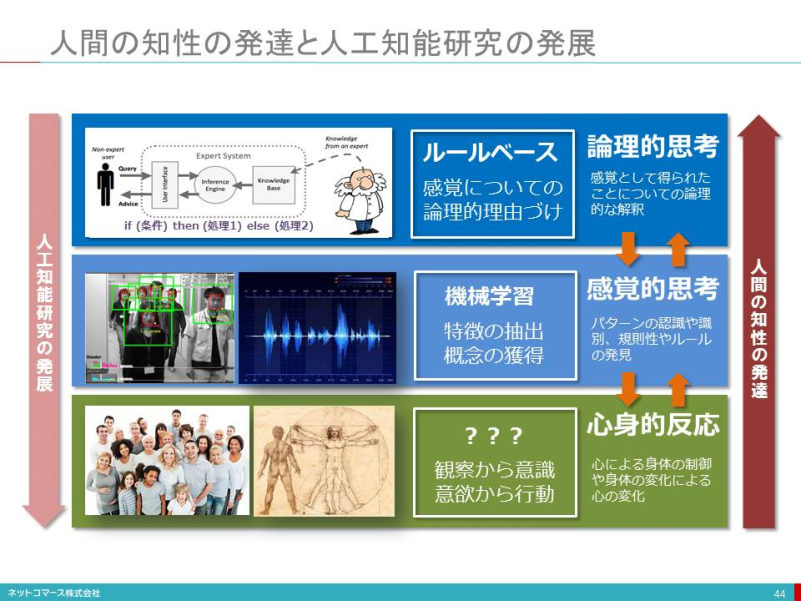 人間の知性の発達と人工知能研究の発展
人工知能研究の発展
Non-expert
user
Query
Advice
User Interface
Expert System
Inference
Engine
Knowledge
Base
Knowledge
from an expert
if (条件) then (処理1) else (処理2)
ルールベース
感覚についての
論理的理由づけ
論理的思考
感覚として得られた
ことについての論理
的な解釈
機械学習
特徴の抽出
概念の獲得
感覚的思考
パターンの認識や識
別、規則性やルール
の発見
???
観察から意識
意欲から行動
心身的反応
心による身体の制御
や身体の変化による
心の変化
人間の知性の発達
ネットコマース株式会社
44